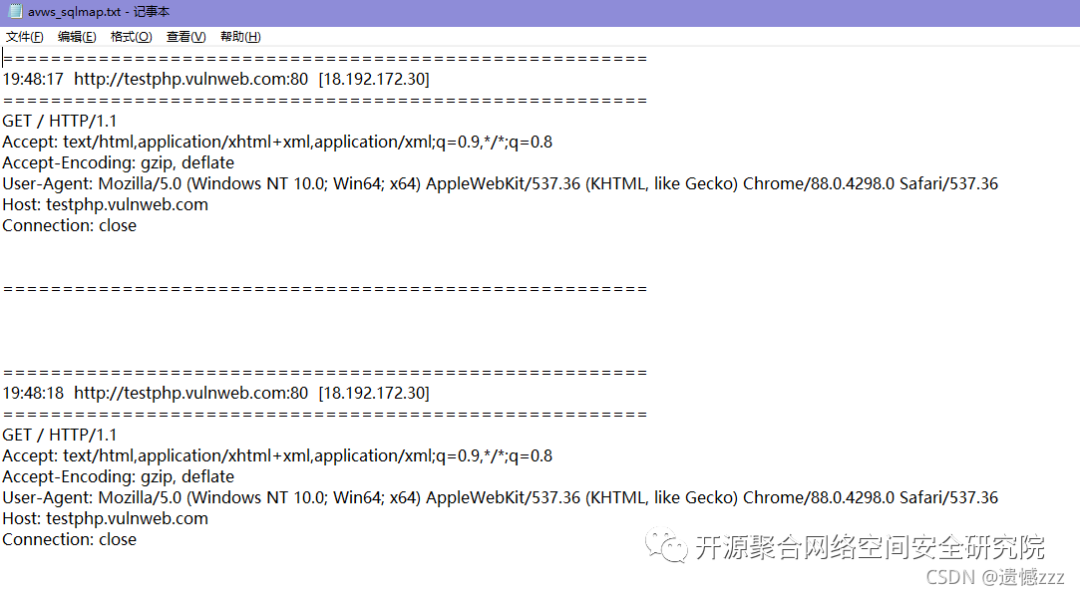 avws_sqlmap.txt - 记事本
文件(F) 编辑(E) 格式(O) 查看(V) 帮助(H)
======================================================
19:48:17 http://testphp.vulnweb.com:80 [18.192.172.30]
======================================================
GET / HTTP/1.1
Accept: text/html,application/xhtml+xml,application/xml;q=0.9,*/*;q=0.8
Accept-Encoding: gzip, deflate
User-Agent: Mozilla/5.0 (Windows NT 10.0; Win64; x64) AppleWebKit/537.36 (KHTML, like Gecko) Chrome/88.0.4298.0 Safari/537.36
Host: testphp.vulnweb.com
Connection: close
======================================================
======================================================
19:48:18 http://testphp.vulnweb.com:80 [18.192.172.30]
======================================================
GET / HTTP/1.1
Accept: text/html,application/xhtml+xml,application/xml;q=0.9,*/*;q=0.8
Accept-Encoding: gzip, deflate
User-Agent: Mozilla/5.0 (Windows NT 10.0; Win64; x64) AppleWebKit/537.36 (KHTML, like Gecko) Chrome/88.0.4298.0 Safari/537.36
Host: testphp.vulnweb.com
Connection: close
开源聚合网络空间安全研究院
CSDN @遗憾zzz